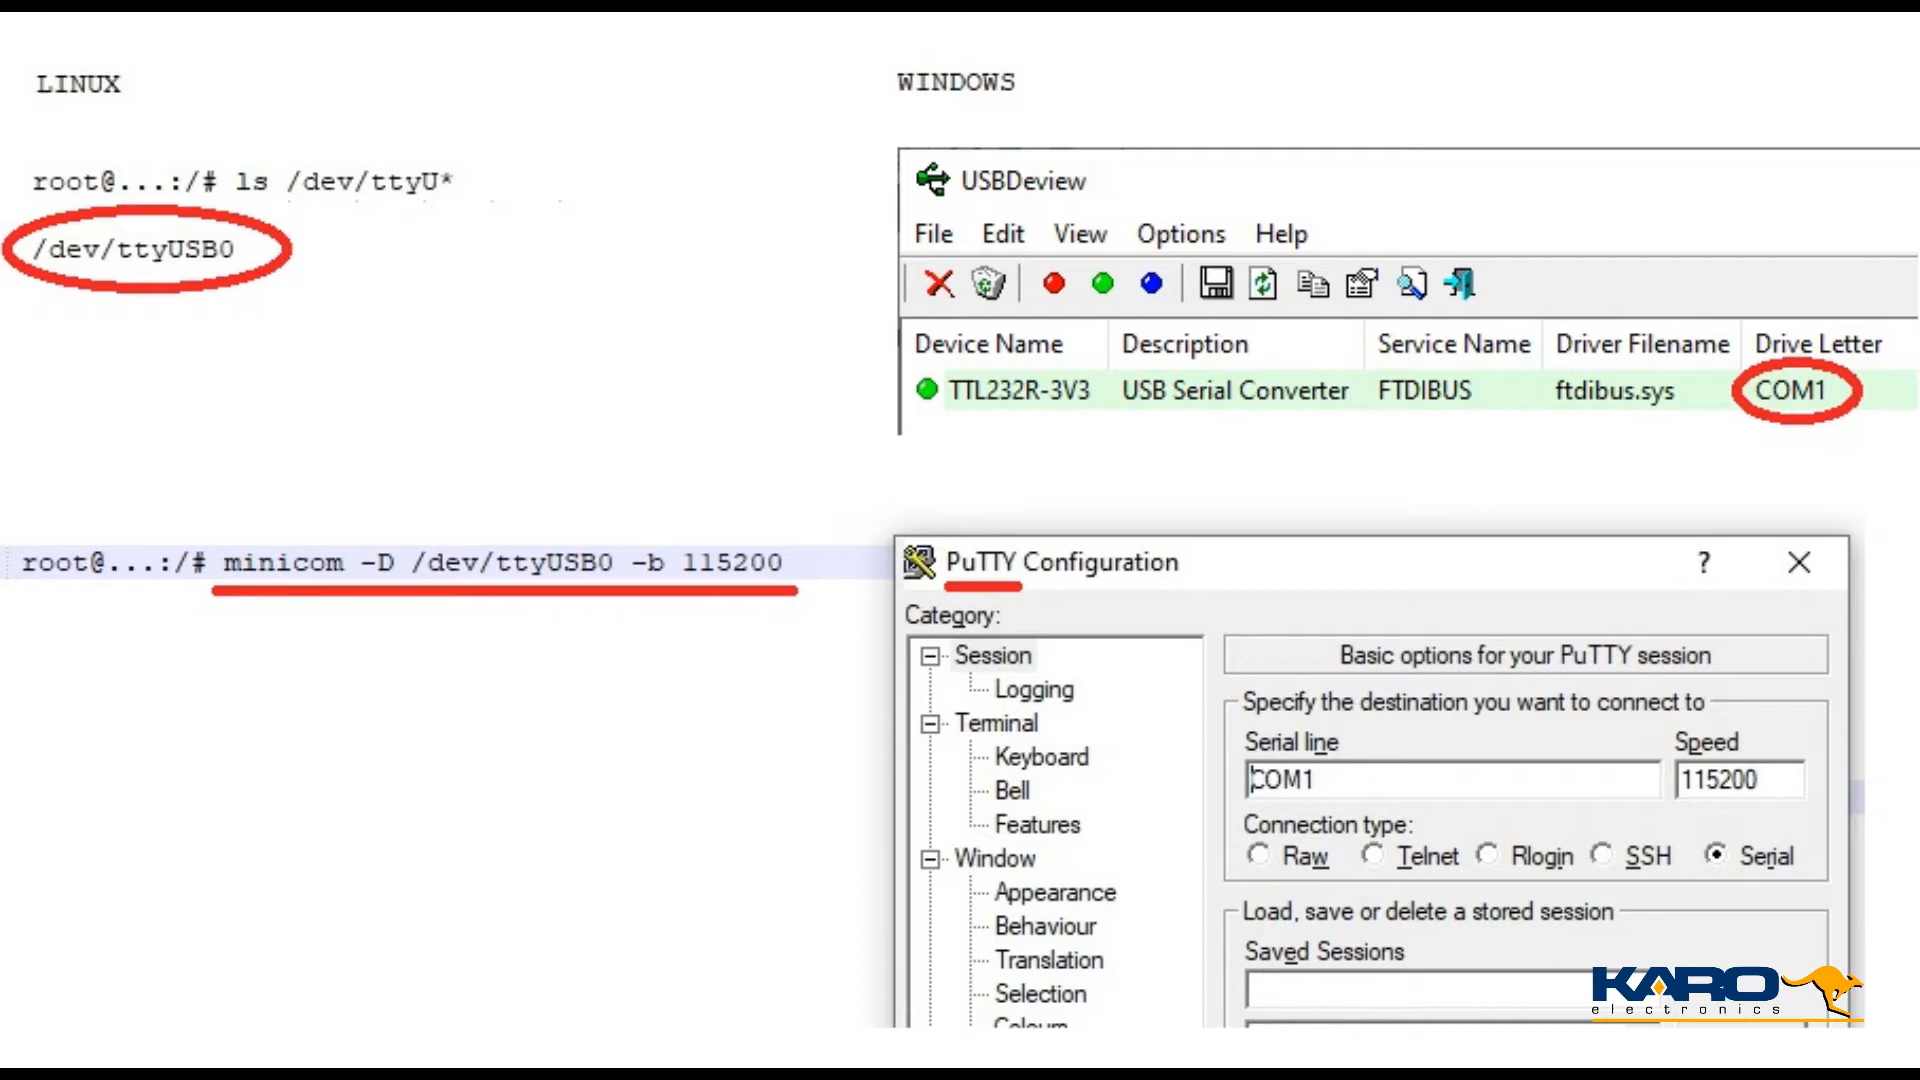 LINUX
root@...:/# ls /dev/ttyU*
/dev/ttyUSB0
root@...:/# minicom -D /dev/ttyUSB0 -b 115200
WINDOWS
USBDeview
File Edit View Options Help
Device Name Description Service Name Driver Filename Drive Letter
TTL232R-3V3 USB Serial Converter FTDIBUS ftdibus.sys COM1
PuTTY Configuration ?
Category:
Session
Logging
Terminal
Keyboard
Bell
Features
Window
Appearance
Behaviour
Translation
Selection
Colours
Basic options for your PuTTY session
Specify the destination you want to connect to
Serial line Speed
COM1 115200
Connection type:
Raw Telnet Rlogin SSH Serial
Load, save or delete a stored session
Saved Sessions
KARO
electronics